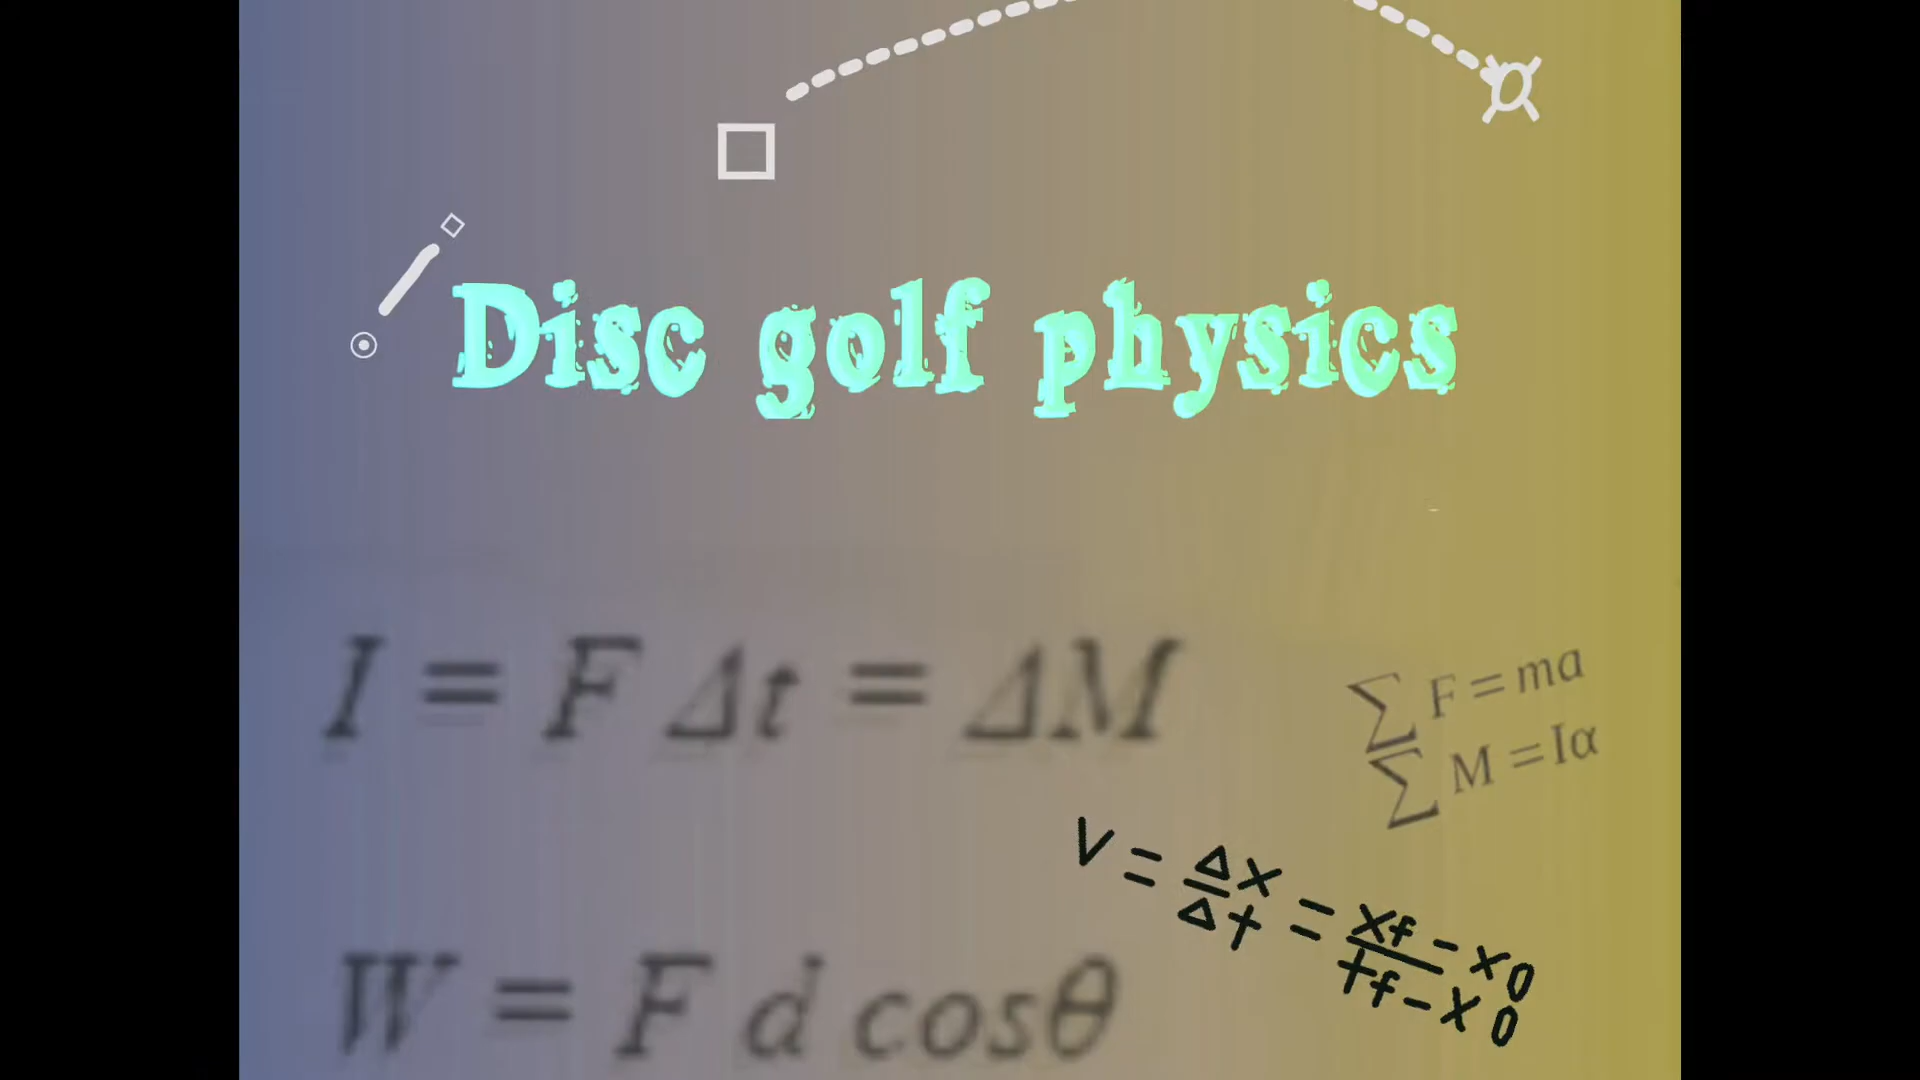 Disc golf physics
I = F Δt = ΔM
∑ F = ma
∑ M = Iα
V = Δx/Δt = xf - x0/tf - x0
W = F d cosθ